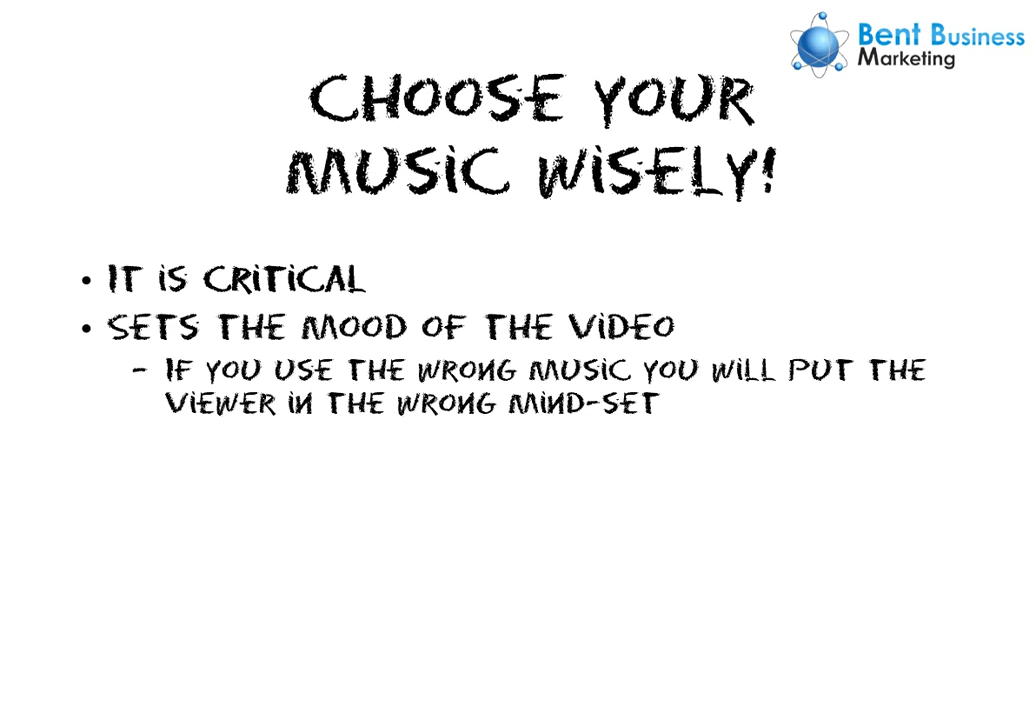 Bent Business
Marketing
CHOOSE YOUR
MUSIC WISELY!
• IT IS CRITICAL
• SETS THE MOOD OF THE VIDEO
- IF YOU USE THE WRONG MUSIC YOU WILL PUT THE
VIEWER IN THE WRONG MIND-SET